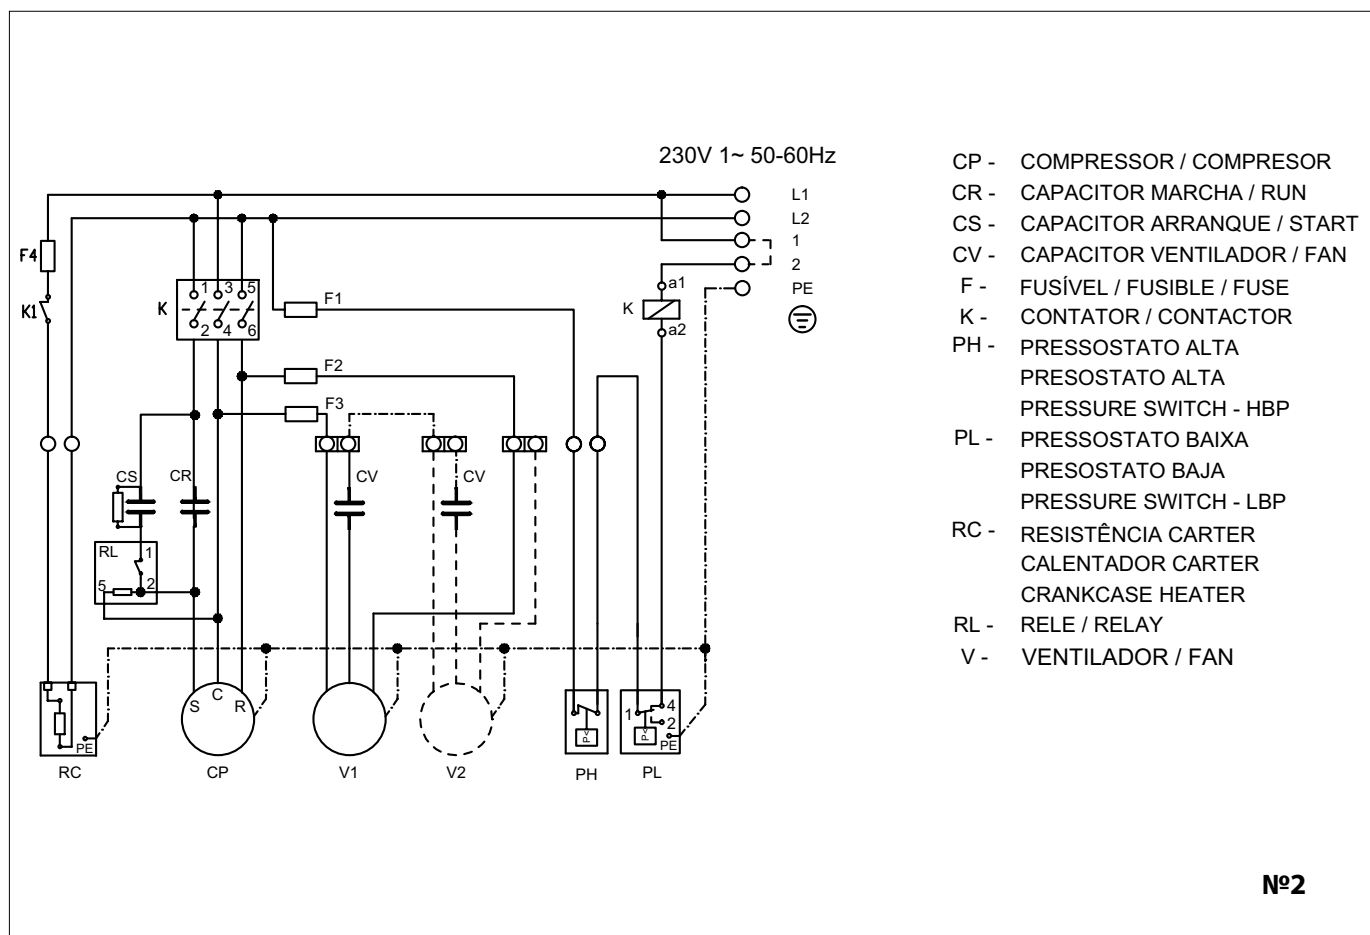 230V 1~ 50-60Hz
L1
L2
1
2
PE
F4
K1
K
1 3 5
2 4 6
F1
F2
F3
K
a1
a2
CS
CR
CV
CV
RL
1
5
2
S
C
R
PE
P<
1
4
2
P<
PE
RC
CP
V1
V2
PH
PL
CP - COMPRESSOR / COMPRESOR
CR - CAPACITOR MARCHA / RUN
CS - CAPACITOR ARRANQUE / START
CV - CAPACITOR VENTILADOR / FAN
F - FUSÍVEL / FUSIBLE / FUSE
K - CONTATOR / CONTACTOR
PH - PRESSOSTATO ALTA
PRESOSTATO ALTA
PRESSURE SWITCH - HBP
PL - PRESSOSTATO BAIXA
PRESOSTATO BAJA
PRESSURE SWITCH - LBP
RC - RESISTÊNCIA CARTER
CALENTADOR CARTER
CRANKCASE HEATER
RL - RELE / RELAY
V - VENTILADOR / FAN
Nº2